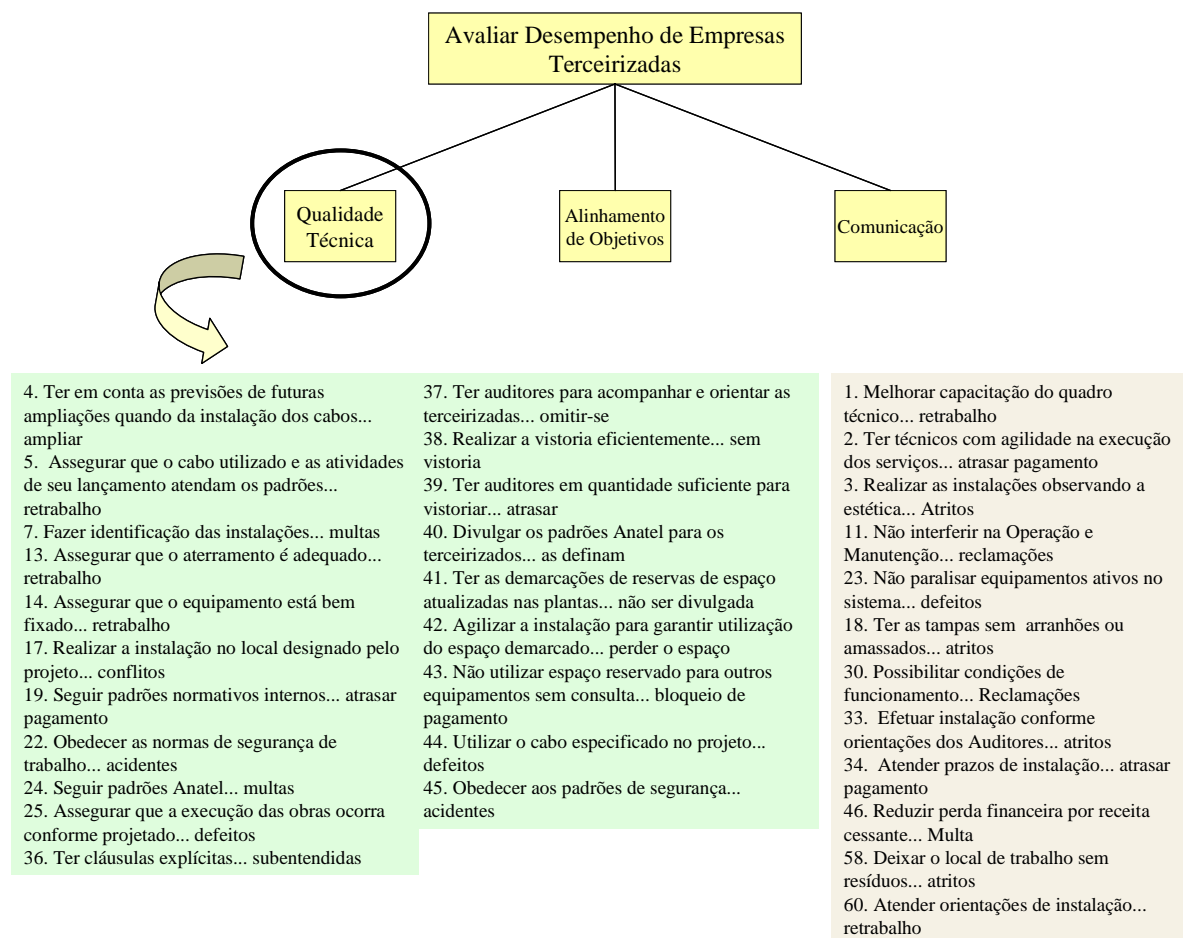 Avaliar Desempenho de Empresas
Terceirizadas
Qualidade
Técnica
Alinhamento
de Objetivos
Comunicação
4. Ter em conta as previsões de futuras
ampliações quando da instalação dos cabos...
ampliar
5.  Assegurar que o cabo utilizado e as atividades
de seu lançamento atendam os padrões...
retrabalho
7. Fazer identificação das instalações... multas
13. Assegurar que o aterramento é adequado...
retrabalho
14. Assegurar que o equipamento está bem
fixado... retrabalho
17. Realizar a instalação no local designado pelo
projeto... conflitos
19. Seguir padrões normativos internos... atrasar
pagamento
22. Obedecer as normas de segurança de
trabalho... acidentes
24. Seguir padrões Anatel... multas
25. Assegurar que a execução das obras ocorra
conforme projetado... defeitos
36. Ter cláusulas explícitas... subentendidas
37. Ter auditores para acompanhar e orientar as
terceirizadas... omitir-se
38. Realizar a vistoria eficientemente... sem
vistoria
39. Ter auditores em quantidade suficiente para
vistoriar... atrasar
40. Divulgar os padrões Anatel para os
terceirizados... as definam
41. Ter as demarcações de reservas de espaço
atualizadas nas plantas... não ser divulgada
42. Agilizar a instalação para garantir utilização
do espaço demarcado... perder o espaço
43. Não utilizar espaço reservado para outros
equipamentos sem consulta... bloqueio de
pagamento
44. Utilizar o cabo especificado no projeto...
defeitos
45. Obedecer aos padrões de segurança...
acidentes
1. Melhorar capacitação do quadro
técnico... retrabalho
2. Ter técnicos com agilidade na execução
dos serviços... atrasar pagamento
3. Realizar as instalações observando a
estética... Atritos
11. Não interferir na Operação e
Manutenção... reclamações
23. Não paralisar equipamentos ativos no
sistema... defeitos
18. Ter as tampas sem  arranhões ou
amassados... atritos
30. Possibilitar condições de
funcionamento... Reclamações
33.  Efetuar instalação conforme
orientações dos Auditores... atritos
34.  Atender prazos de instalação... atrasar
pagamento
46. Reduzir perda financeira por receita
cessante... Multa
58. Deixar o local de trabalho sem
resíduos... atritos
60. Atender orientações de instalação...
retrabalho